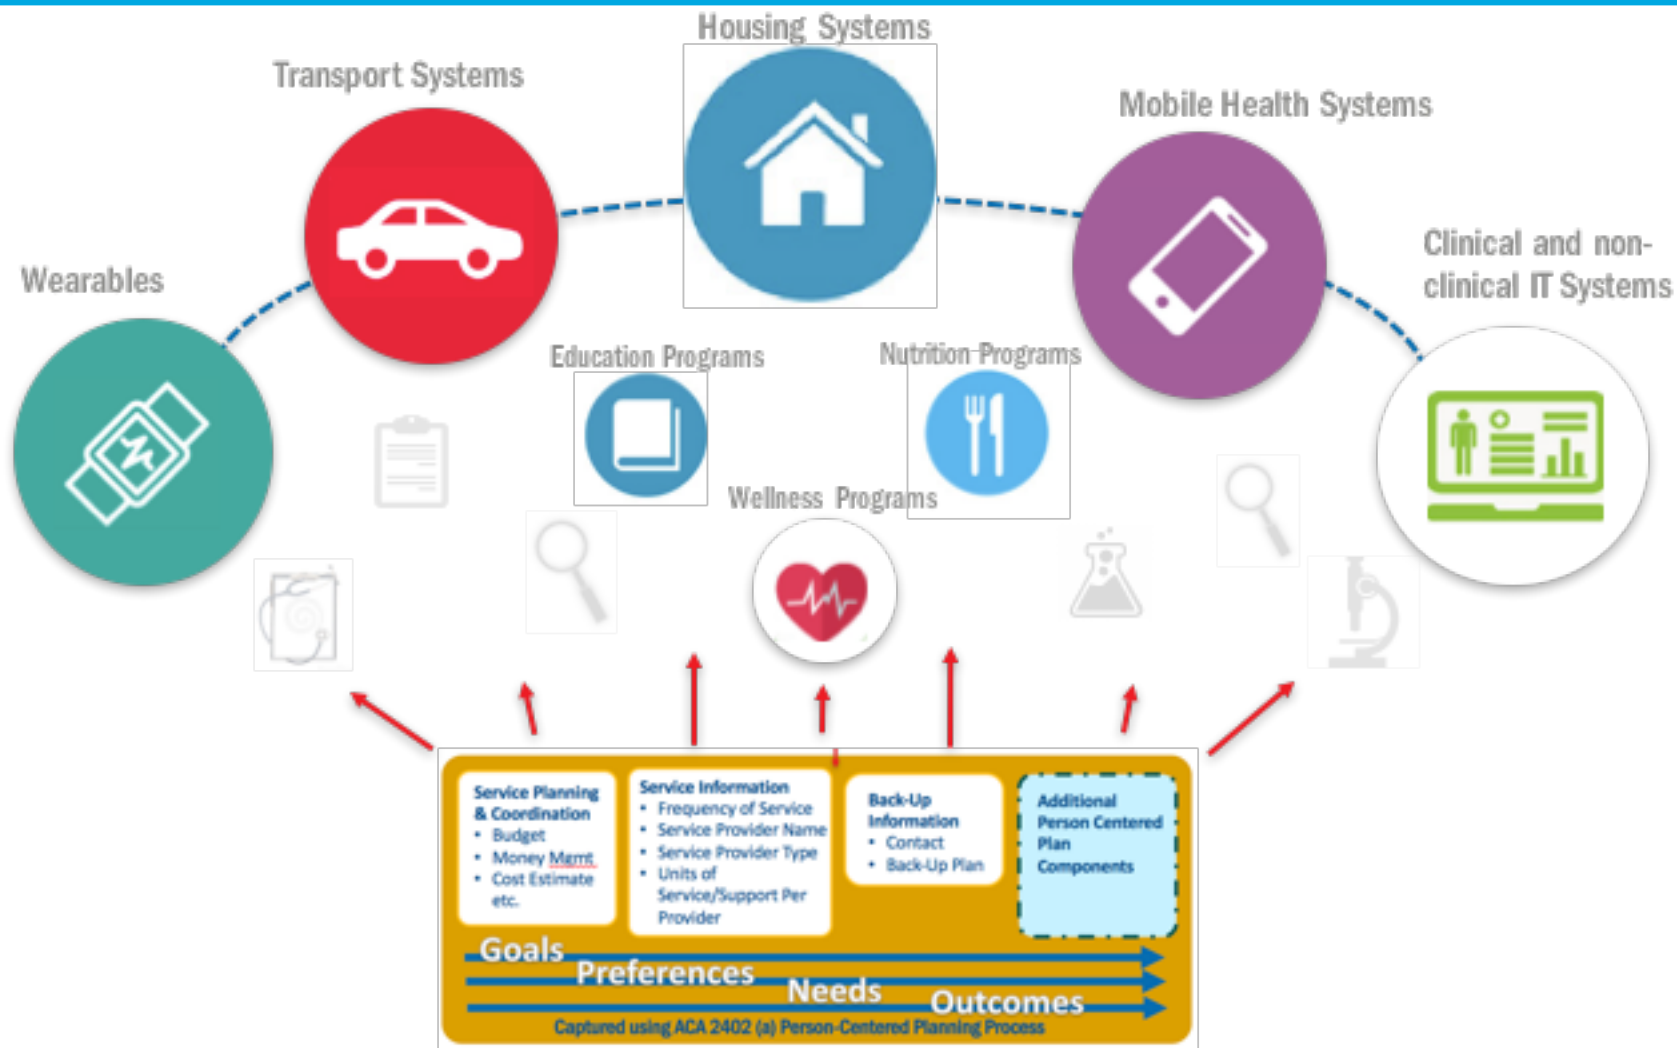 Housing Systems
Transport Systems
Mobile Health Systems
Clinical and non-
clinical IT Systems
Wearables
Education Programs
Nutrition Programs
Wellness Programs
Service Planning
& Coordination
• Budget
• Money Mgmt
• Cost Estimate
etc.
Service Information
• Frequency of Service
• Service Provider Name
• Service Provider Type
• Units of
Service/Support Per
Provider
Back-Up
Information
• Contact
• Back-Up Plan
Additional
Person Centered
Plan
Components
Goals
Preferences
Needs
Outcomes
Captured using ACA 2402 (a) Person-Centered Planning Process